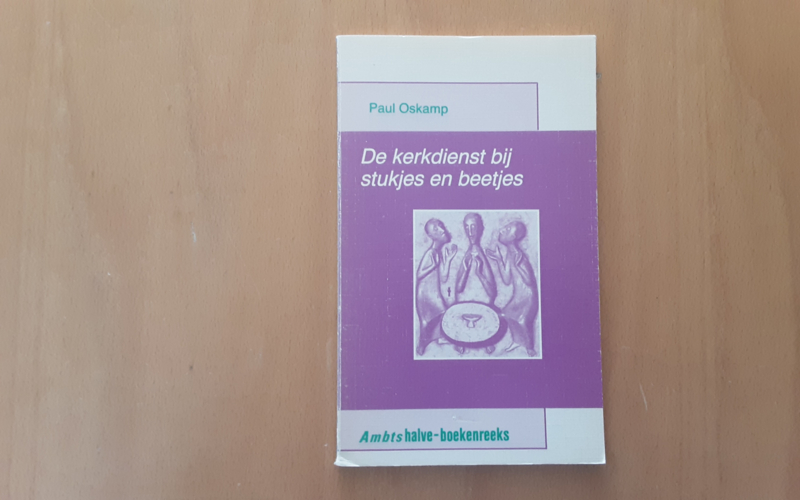 Paul Oskamp
De kerkdienst bij
stukjes en beetjes
Ambtshalve-boekenreeks